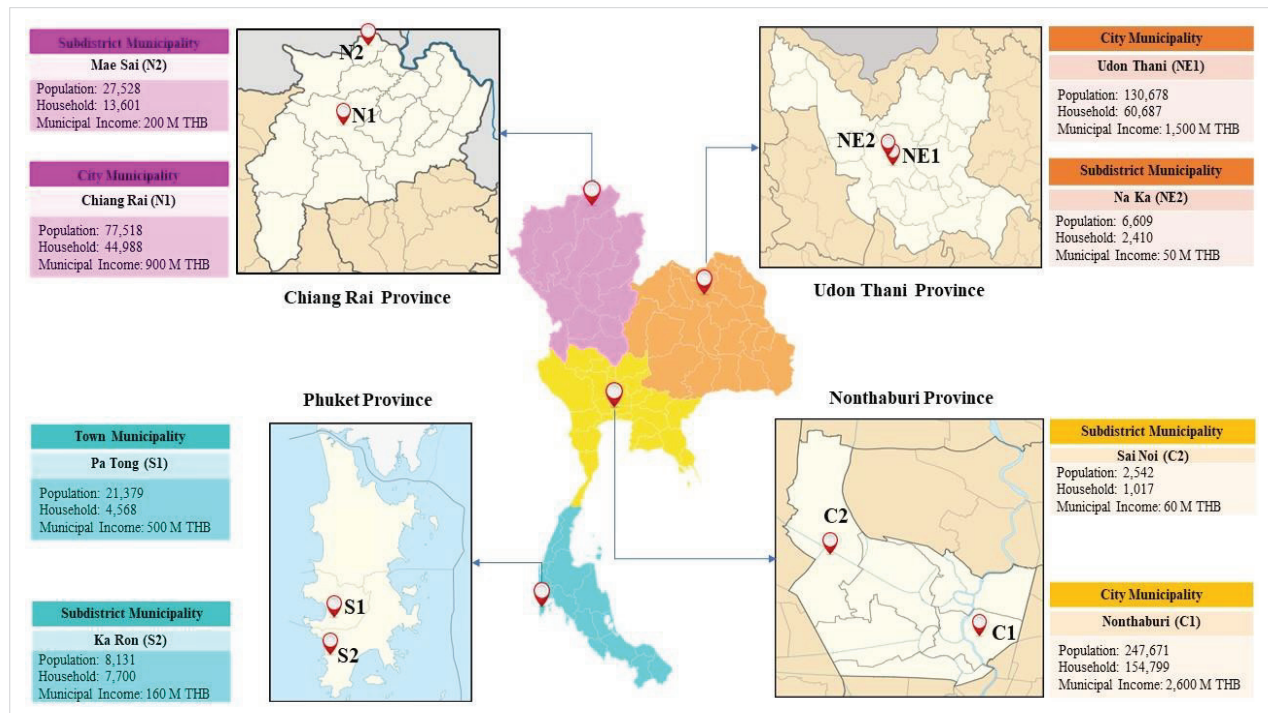 Subdistrict Municipality
Mae Sai (N2)
Population: 27,528
Household: 13,601
Municipal Income: 200 M THB
City Municipality
Chiang Rai (N1)
Population: 77,518
Household: 44,988
Municipal Income: 900 M THB
N2
N1
Chiang Rai Province
NE2
NE1
Udon Thani Province
City Municipality
Udon Thani (NE1)
Population: 130,678
Household: 60,687
Municipal Income: 1,500 M THB
Subdistrict Municipality
Na Ka (NE2)
Population: 6,609
Household: 2,410
Municipal Income: 50 M THB
Town Municipality
Pa Tong (S1)
Population: 21,379
Household: 4,568
Municipal Income: 500 M THB
Subdistrict Municipality
Ka Ron (S2)
Population: 8,131
Household: 7,700
Municipal Income: 160 M THB
Phuket Province
S1
S2
Nonthaburi Province
C2
C1
Subdistrict Municipality
Sai Noi (C2)
Population: 2,542
Household: 1,017
Municipal Income: 60 M THB
City Municipality
Nonthaburi (C1)
Population: 247,671
Household: 154,799
Municipal Income: 2,600 M THB